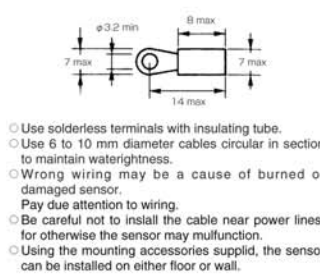 ø3.2 min
8 max
7 max
7 max
14 max
○ Use solderless terminals with insulating tube.
○ Use 6 to 10 mm diameter cables circular in section
to maintain waterightness.
○ Wrong wiring may be a cause of burned o
damaged sensor.
Pay due attention to wiring.
○ Be careful not to inslall the cable near power lines
for otherwise the sensor may mulfunction.
○ Using the mounting accessories supplid, the senso
can be installed on either floor or wall.